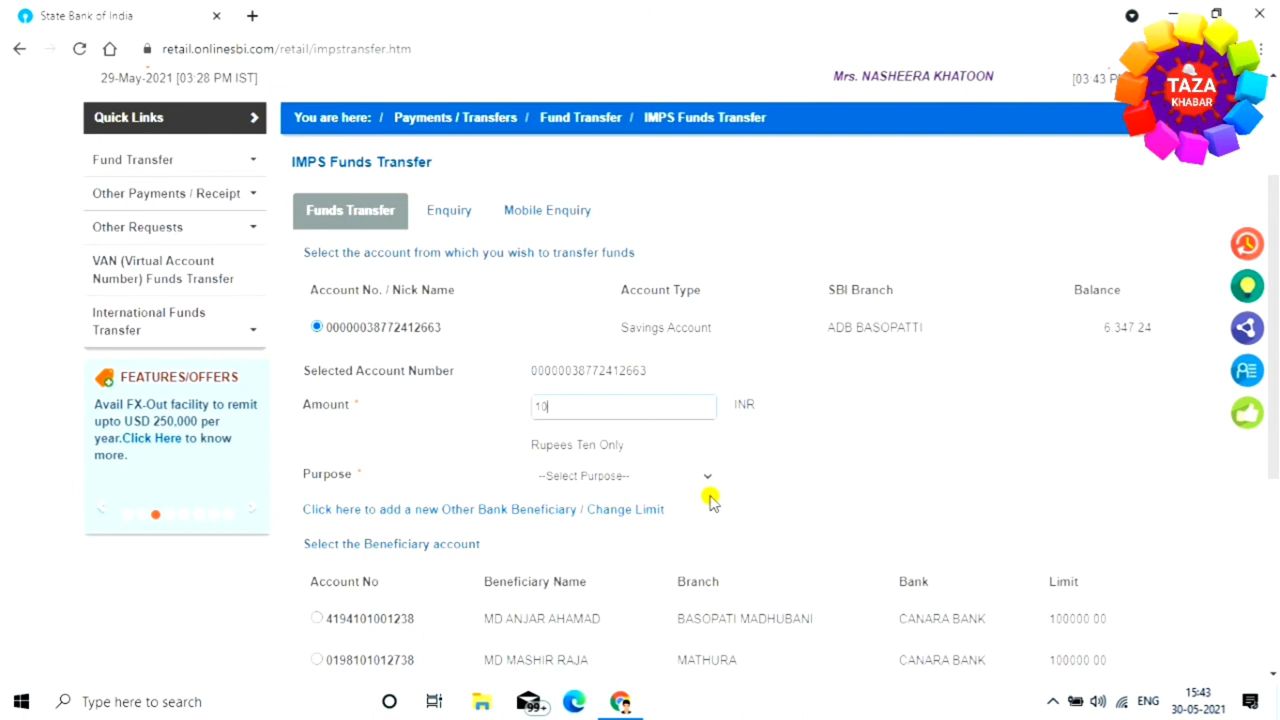 State Bank of India
retail.onlinesbi.com/retail/impstransfer.htm
29-May-2021 [03:28 PM IST]
Mrs. NASHEERA KHATOON
[03:43 P
TAZA
KHABAR
Quick Links
You are here: / Payments / Transfers / Fund Transfer / IMPS Funds Transfer
Fund Transfer
Other Payments / Receipt
Other Requests
VAN (Virtual Account
Number) Funds Transfer
International Funds
Transfer
FEATURES/OFFERS
Avail FX-Out facility to remit
upto USD 250,000 per
year.Click Here to know
more.
IMPS Funds Transfer
Funds Transfer Enquiry Mobile Enquiry
Select the account from which you wish to transfer funds
Account No. / Nick Name Account Type SBI Branch Balance
00000038772412663 Savings Account ADB BASOPATTI 6,347.24
Selected Account Number 00000038772412663
Amount * 10 INR
Rupees Ten Only
Purpose * --Select Purpose--
Click here to add a new Other Bank Beneficiary / Change Limit
Select the Beneficiary account
Account No Beneficiary Name Branch Bank Limit
4194101001238 MD ANJAR AHAMAD BASOPATI MADHUBANI CANARA BANK 100000.00
0198101012738 MD MASHIR RAJA MATHURA CANARA BANK 100000.00
Type here to search
99+
ENG
15:43
30-05-2021